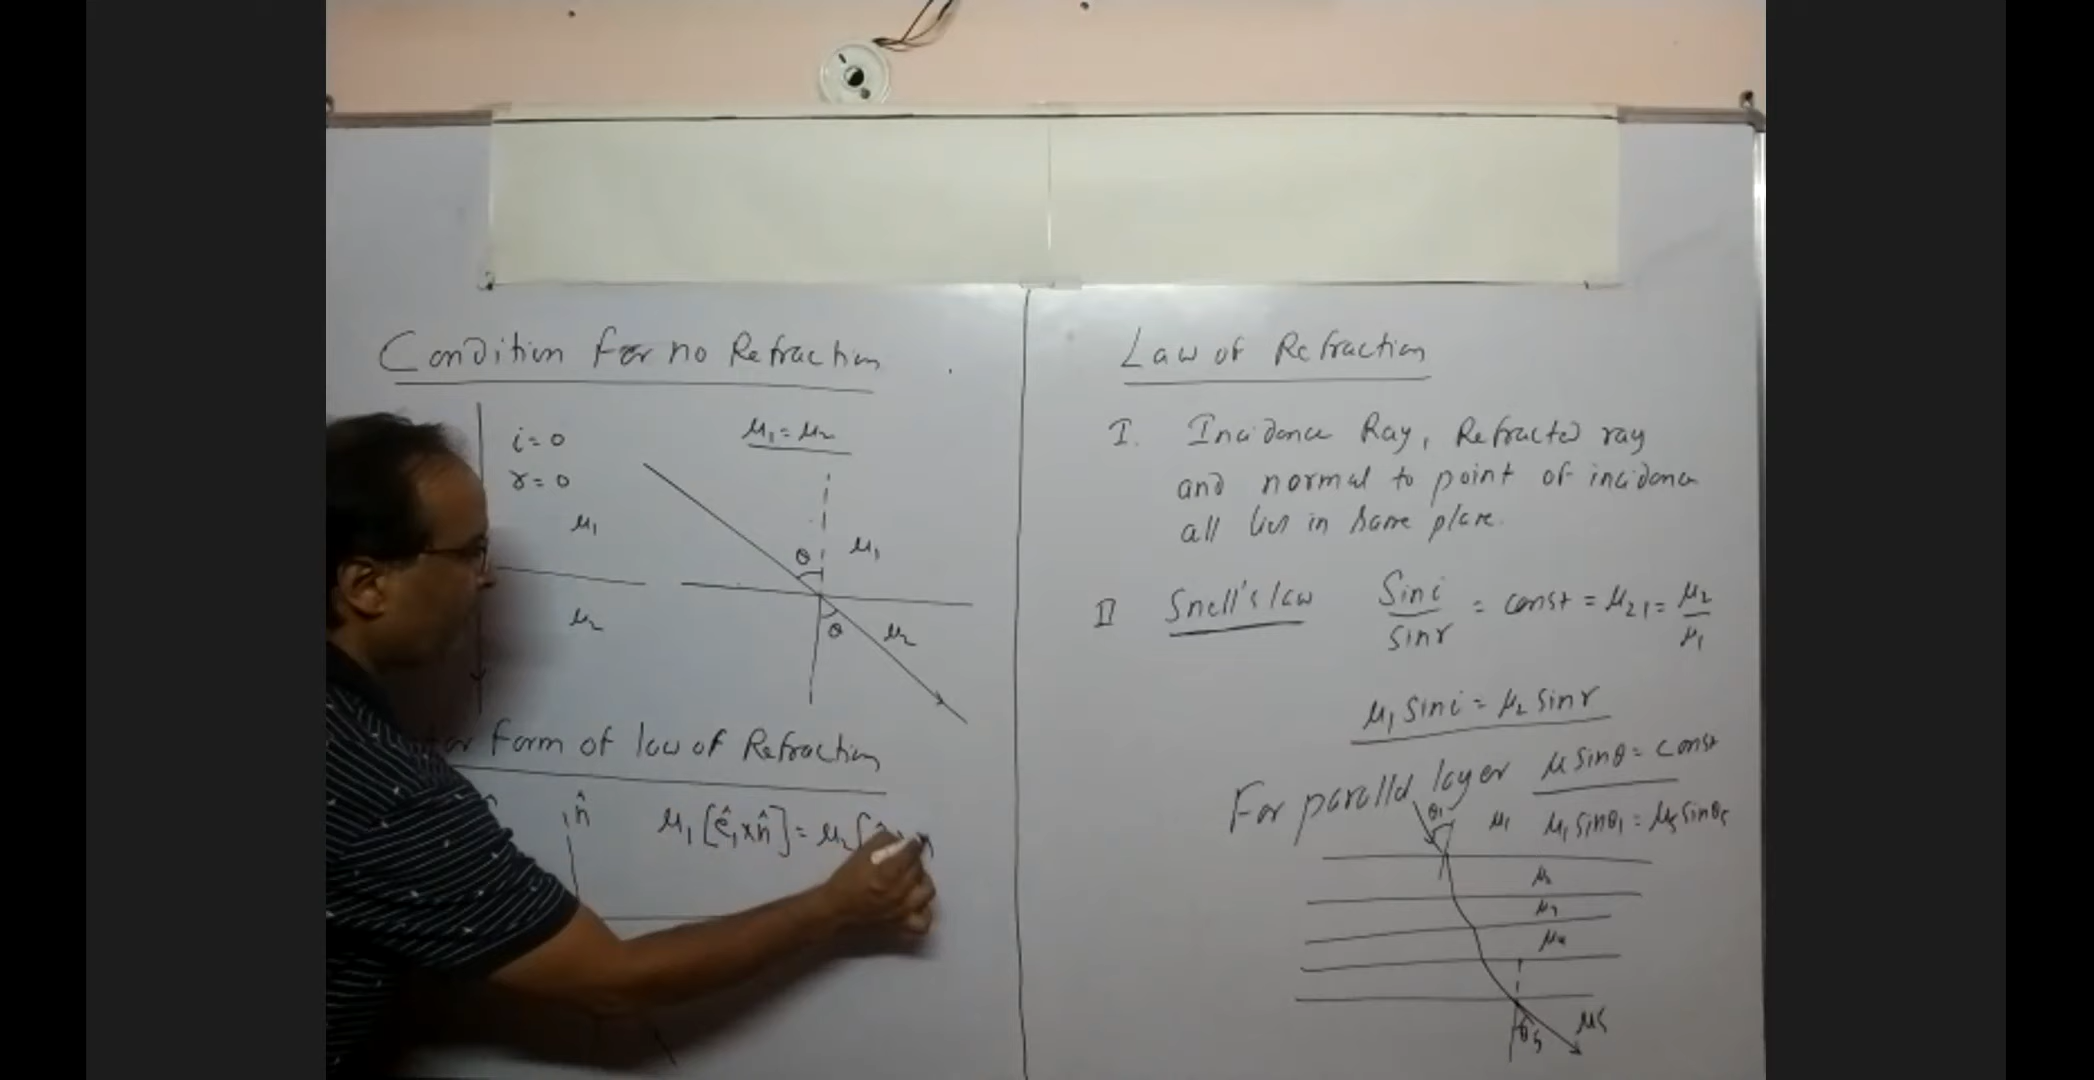 Condition For no Refraction
i=0
r=0
μ₁
μ₂
μ₁=μ₂
θ
μ₁
θ
μ₂
Form of law of Refraction
n̂
μ₁[ê₁×n̂]=μ₂[
Law of Refraction
I. Incidence Ray, Refracted ray
and normal to point of incidence
all lies in same plane.
II Snell's law Sin i / sin r = const = μ₂₁ = μ₂/μ₁
μ₁ sin i = μ₂ sin r
For parallel layer μ sinθ = const
θ₁ μ₁ μ₁ sinθ₁ = μ₅ sinθ₅
μ₂
μ₃
μ₄
θ₅ μ₅